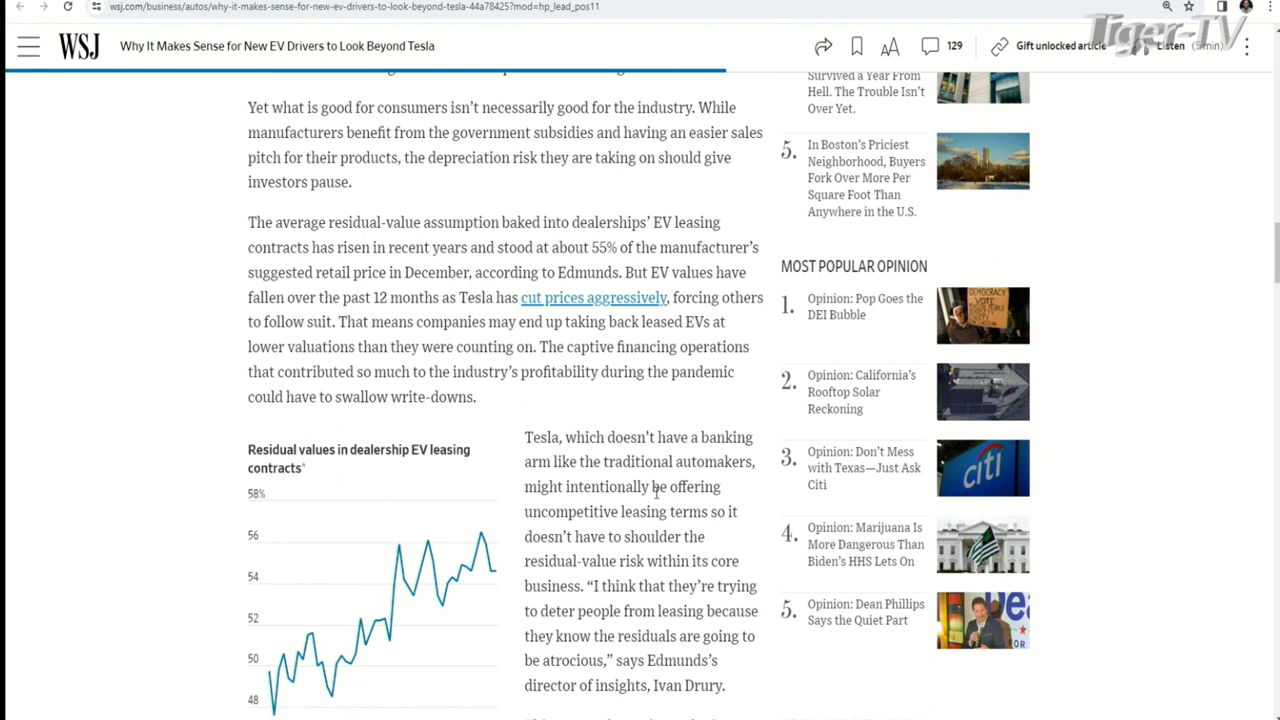 wsj.com/business/autos/why-it-makes-sense-for-new-ev-drivers-to-look-beyond-tesla-44a78425?mod=hp_lead_pos11
Tiger-TV
WSJ
Why It Makes Sense for New EV Drivers to Look Beyond Tesla
129
Gift unlocked article
Listen
(5 min)
Yet what is good for consumers isn’t necessarily good for the industry. While
manufacturers benefit from the government subsidies and having an easier sales
pitch for their products, the depreciation risk they are taking on should give
investors pause.
The average residual-value assumption baked into dealerships’ EV leasing
contracts has risen in recent years and stood at about 55% of the manufacturer’s
suggested retail price in December, according to Edmunds. But EV values have
fallen over the past 12 months as Tesla has cut prices aggressively, forcing others
to follow suit. That means companies may end up taking back leased EVs at
lower valuations than they were counting on. The captive financing operations
that contributed so much to the industry’s profitability during the pandemic
could have to swallow write-downs.
Residual values in dealership EV leasing
contracts*
58%
56
54
52
50
48
Tesla, which doesn’t have a banking
arm like the traditional automakers,
might intentionally be offering
uncompetitive leasing terms so it
doesn’t have to shoulder the
residual-value risk within its core
business. “I think that they’re trying
to deter people from leasing because
they know the residuals are going to
be atrocious,” says Edmunds’s
director of insights, Ivan Drury.
Survived a Year From
Hell. The Trouble Isn’t
Over Yet.
5.
In Boston’s Priciest
Neighborhood, Buyers
Fork Over More Per
Square Foot Than
Anywhere in the U.S.
MOST POPULAR OPINION
1.
Opinion: Pop Goes the
DEI Bubble
DEMOCRACY
VOTE
2.
Opinion: California’s
Rooftop Solar
Reckoning
3.
Opinion: Don’t Mess
with Texas—Just Ask
Citi
citi
4.
Opinion: Marijuana Is
More Dangerous Than
Biden’s HHS Lets On
5.
Opinion: Dean Phillips
Says the Quiet Part